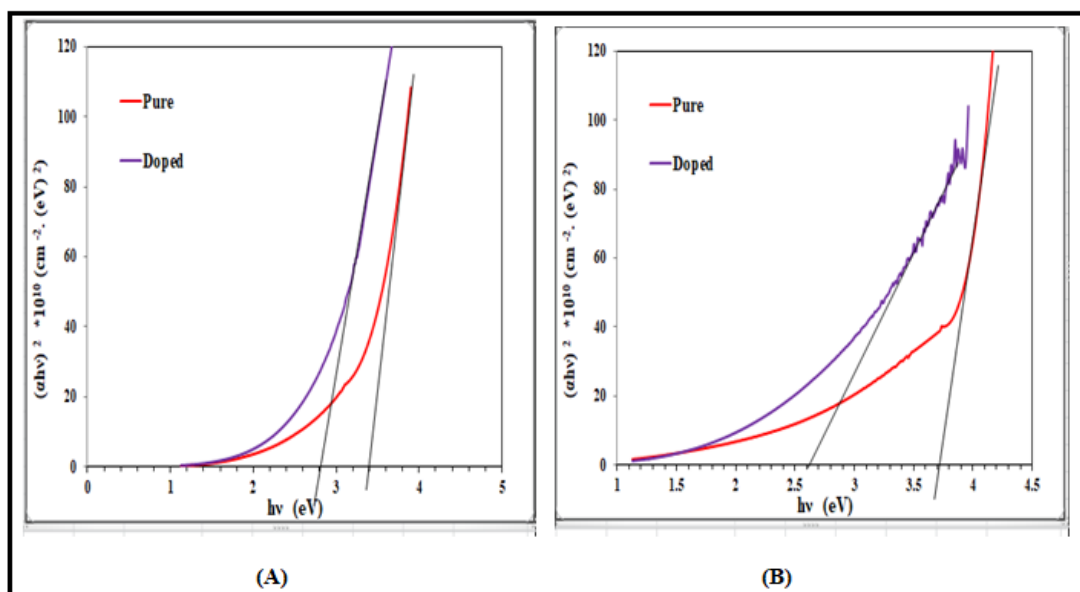 120
100
80
60
40
20
0
(αhν) ² *10¹⁰ (cm ⁻². (eV) ²)
Pure
Doped
0
1
2
3
4
5
hν (eV)
(A)
120
100
80
60
40
20
0
(αhν) ² *10¹⁰ (cm ⁻². (eV) ²)
Pure
Doped
1
1.5
2
2.5
3
3.5
4
4.5
hν (eV)
(B)